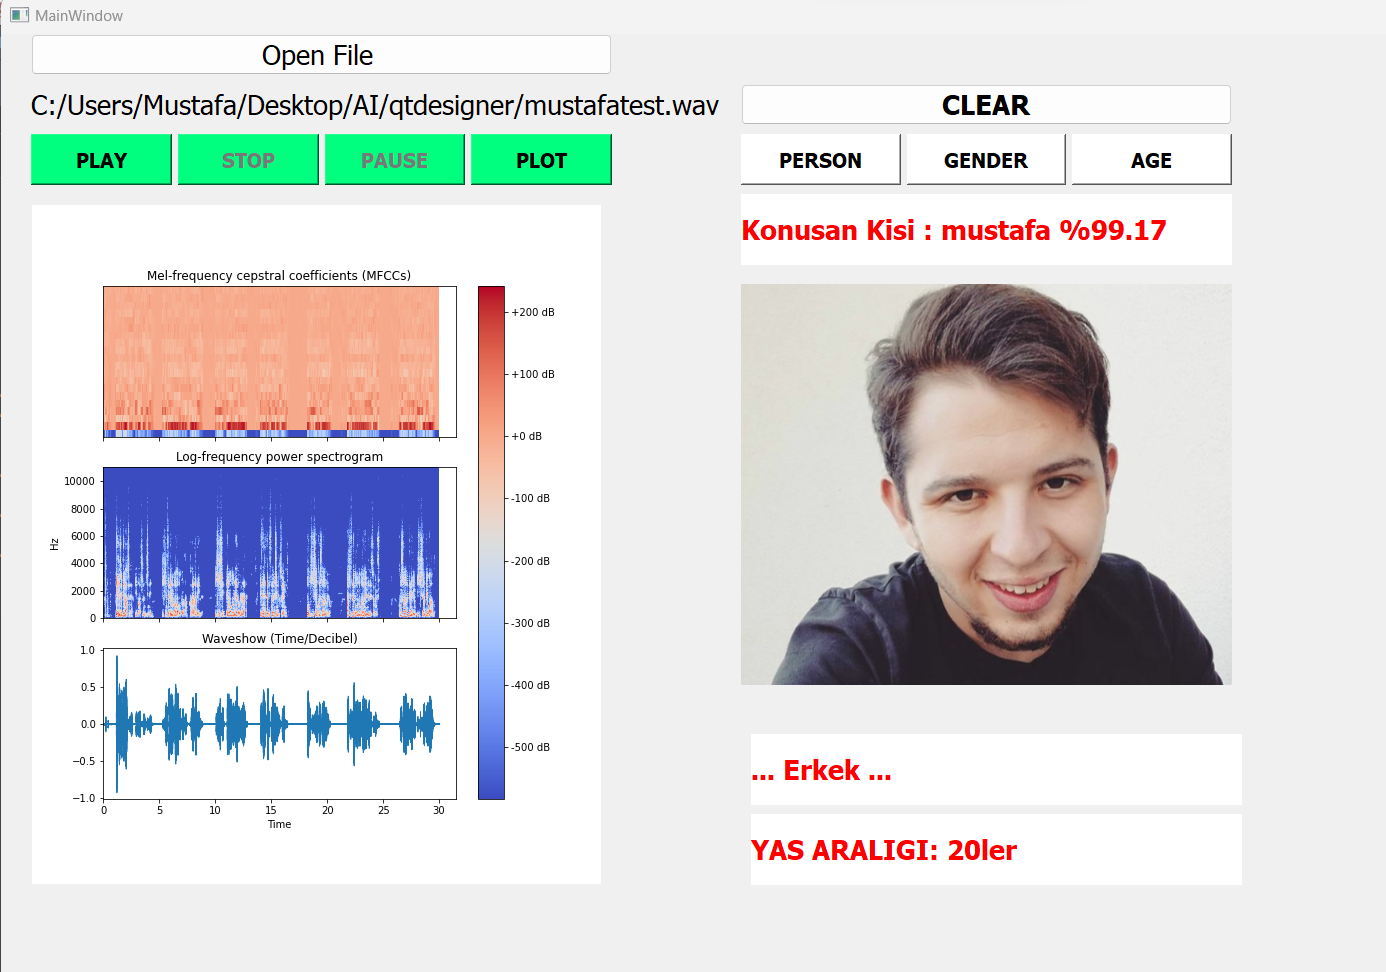 MainWindow
Open File
C:/Users/Mustafa/Desktop/AI/qtdesigner/mustafatest.wav
PLAY STOP PAUSE PLOT
Mel-frequency cepstral coefficients (MFCCs)
+200 dB
+100 dB
+0 dB
-100 dB
-200 dB
-300 dB
-400 dB
-500 dB
Log-frequency power spectrogram
10000
8000
6000
4000
2000
0
Hz
Waveshow (Time/Decibel)
1.0
0.5
0.0
−0.5
−1.0
0 5 10 15 20 25 30
Time
CLEAR
PERSON GENDER AGE
Konusan Kisi : mustafa %99.17
... Erkek ...
YAS ARALIGI: 20ler